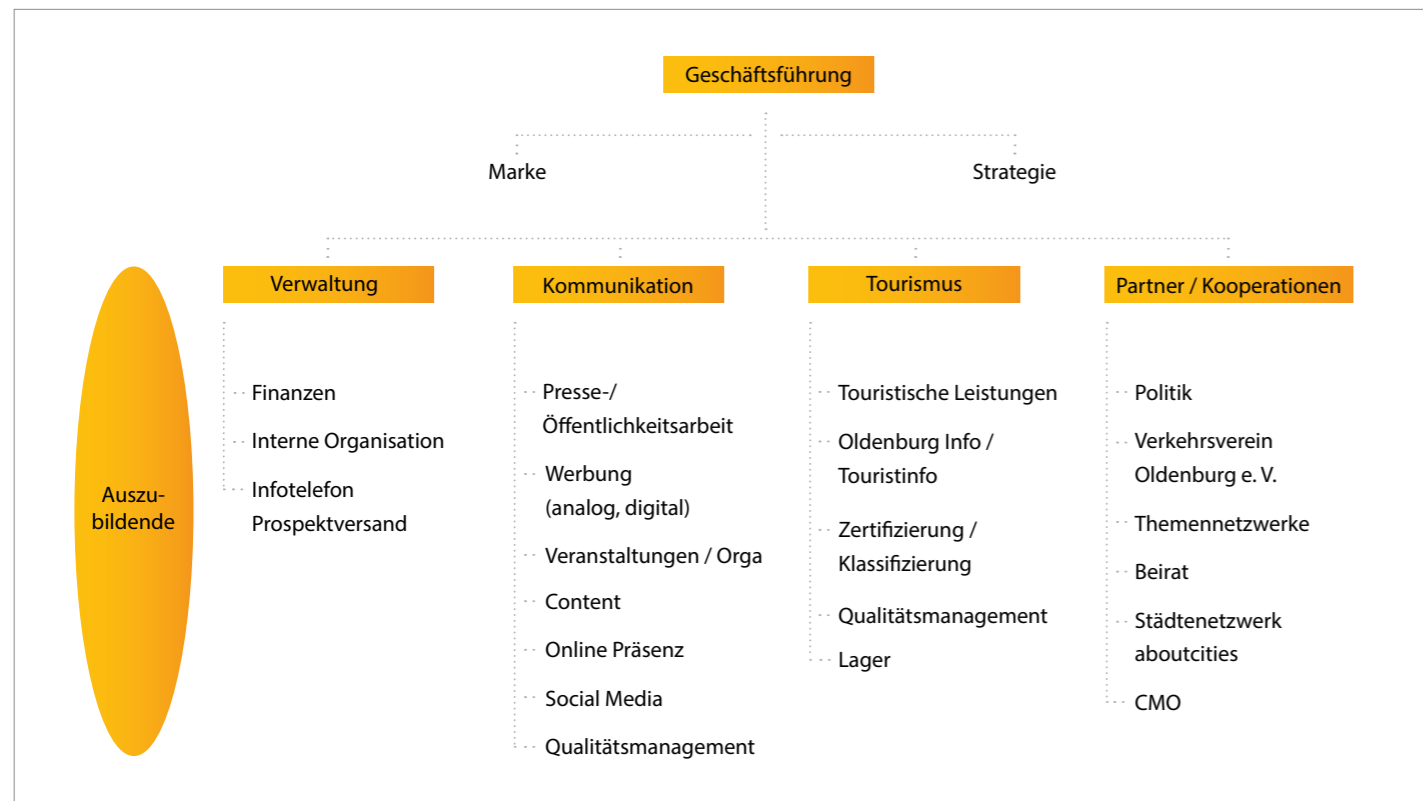 Geschäftsführung
Marke
Strategie
Auszu-
bildende
Verwaltung
Finanzen
Interne Organisation
Infotelefon
Prospektversand
Kommunikation
Presse-/
Öffentlichkeitsarbeit
Werbung
(analog, digital)
Veranstaltungen / Orga
Content
Online Präsenz
Social Media
Qualitätsmanagement
Tourismus
Touristische Leistungen
Oldenburg Info /
Touristinfo
Zertifizierung /
Klassifizierung
Qualitätsmanagement
Lager
Partner / Kooperationen
Politik
Verkehrsverein
Oldenburg e. V.
Themennetzwerke
Beirat
Städtenetzwerk
aboutcities
CMO